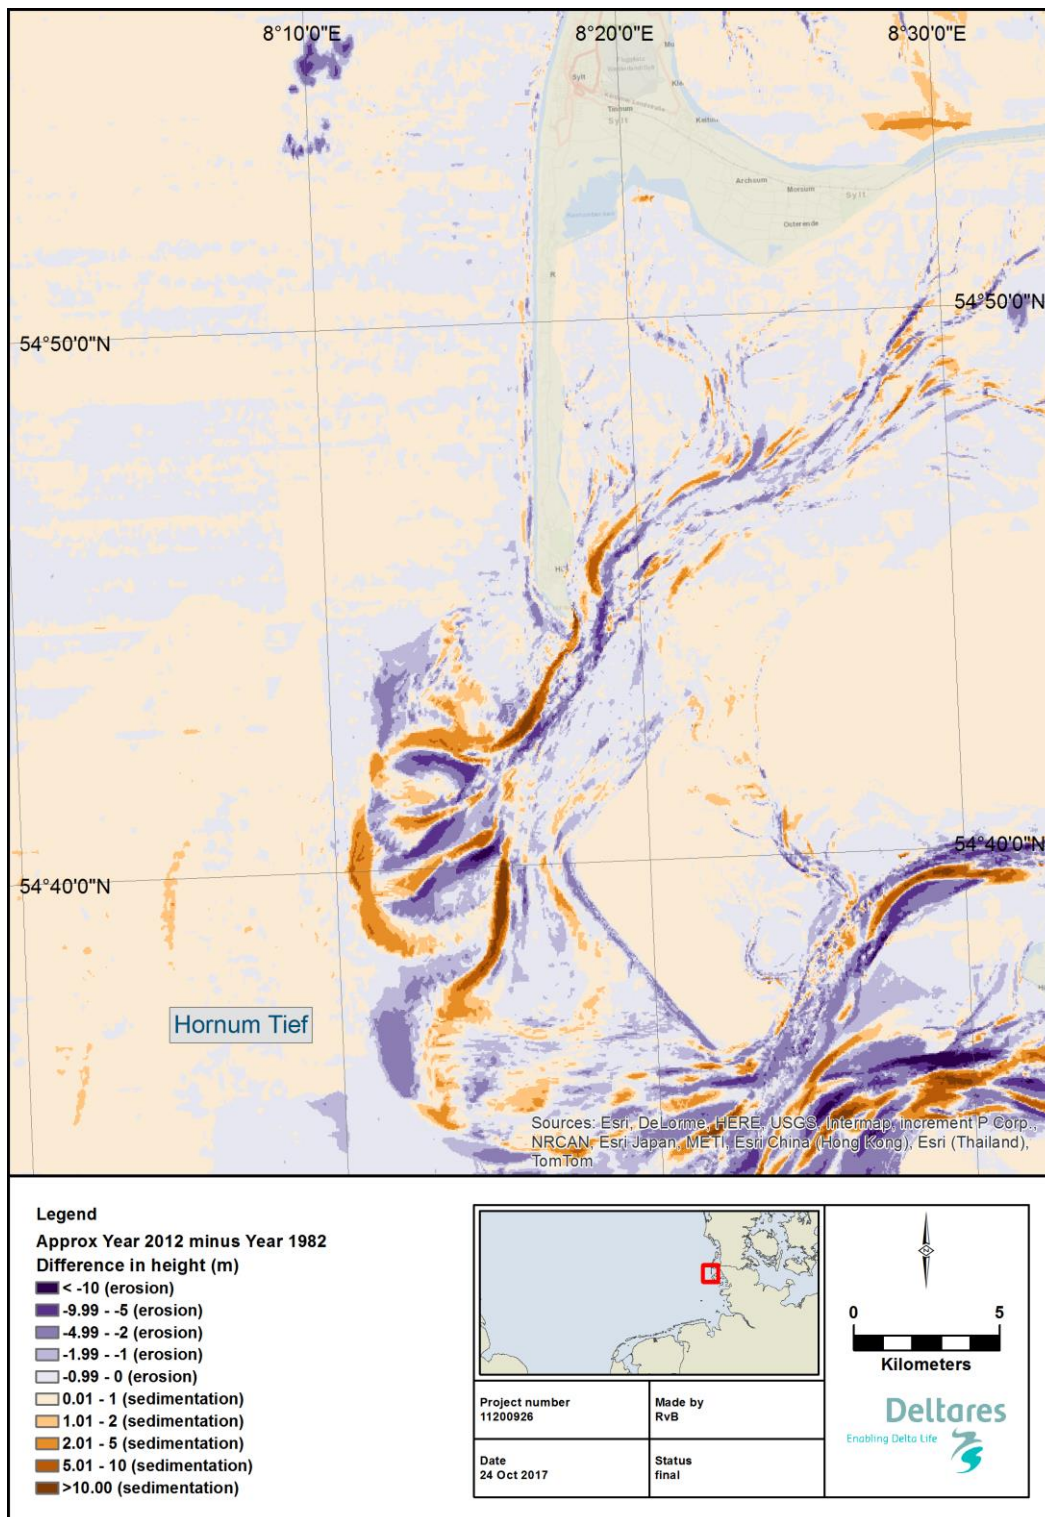 8°10'0"E
8°20'0"E
8°30'0"E
Sylt
Tinnum
Sylt
Archsum
Morsum
Sylt
Osterende
R
54°50'0"N
54°50'0"N
54°40'0"N
54°40'0"N
Hornum Tief
Sources: Esri, DeLorme, HERE, USGS, Intermap, increment P Corp.,
NRCAN, Esri Japan, METI, Esri China (Hong Kong), Esri (Thailand),
TomTom
Legend
Approx Year 2012 minus Year 1982
Difference in height (m)
< -10 (erosion)
-9.99 - -5 (erosion)
-4.99 - -2 (erosion)
-1.99 - -1 (erosion)
-0.99 - 0 (erosion)
0.01 - 1 (sedimentation)
1.01 - 2 (sedimentation)
2.01 - 5 (sedimentation)
5.01 - 10 (sedimentation)
>10.00 (sedimentation)
Project number
11200926
Made by
RvB
Date
24 Oct 2017
Status
final
N
0
5
Kilometers
Deltares
Enabling Delta Life